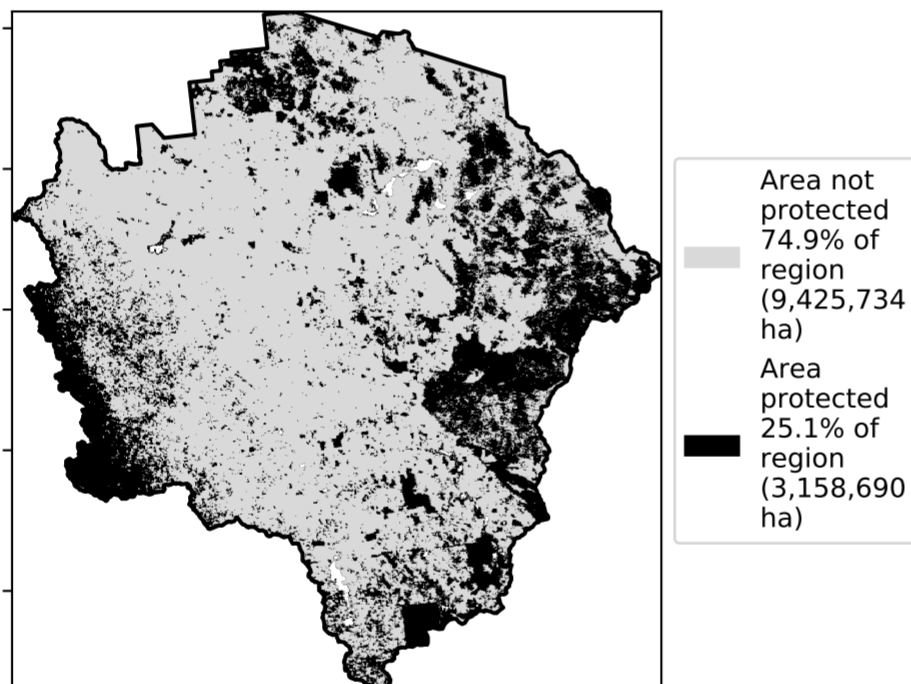 Area not
protected
74.9% of
region
(9,425,734
ha)
Area
protected
25.1% of
region
(3,158,690
ha)